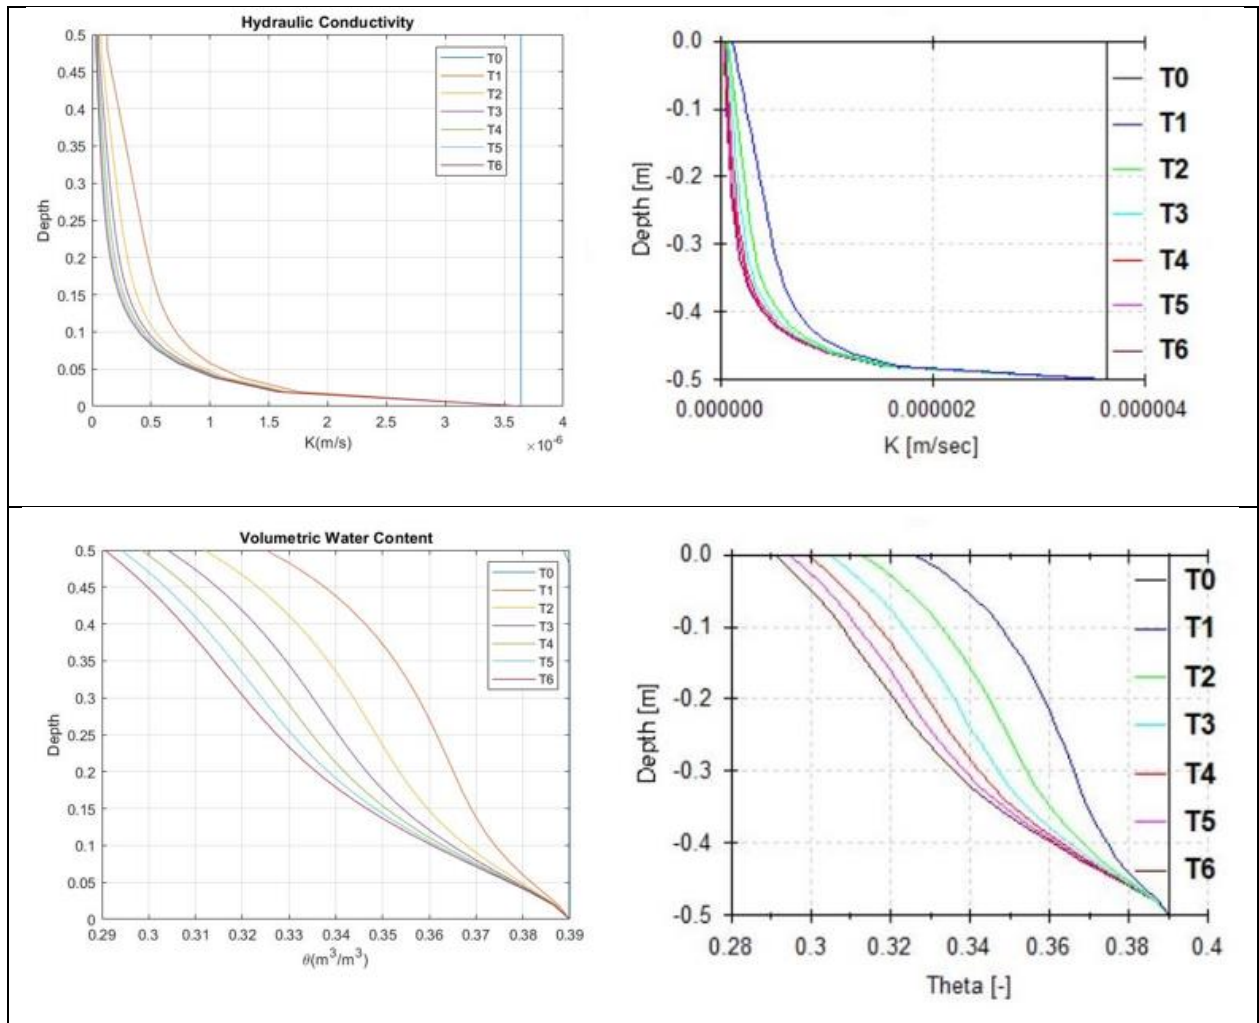 Hydraulic Conductivity
0.5
0.45
0.4
0.35
0.3
0.25
0.2
0.15
0.1
0.05
0
Depth
0 0.5 1 1.5 2 2.5 3 3.5 4
K(m/s)
×10⁻⁶
T0
T1
T2
T3
T4
T5
T6
0.0
-0.1
-0.2
-0.3
-0.4
-0.5
Depth [m]
0.000000 0.000002 0.000004
K [m/sec]
T0
T1
T2
T3
T4
T5
T6
Volumetric Water Content
0.5
0.45
0.4
0.35
0.3
0.25
0.2
0.15
0.1
0.05
0
Depth
0.29 0.3 0.31 0.32 0.33 0.34 0.35 0.36 0.37 0.38 0.39
θ(m³/m³)
T0
T1
T2
T3
T4
T5
T6
0.0
-0.1
-0.2
-0.3
-0.4
-0.5
Depth [m]
0.28 0.3 0.32 0.34 0.36 0.38 0.4
Theta [-]
T0
T1
T2
T3
T4
T5
T6